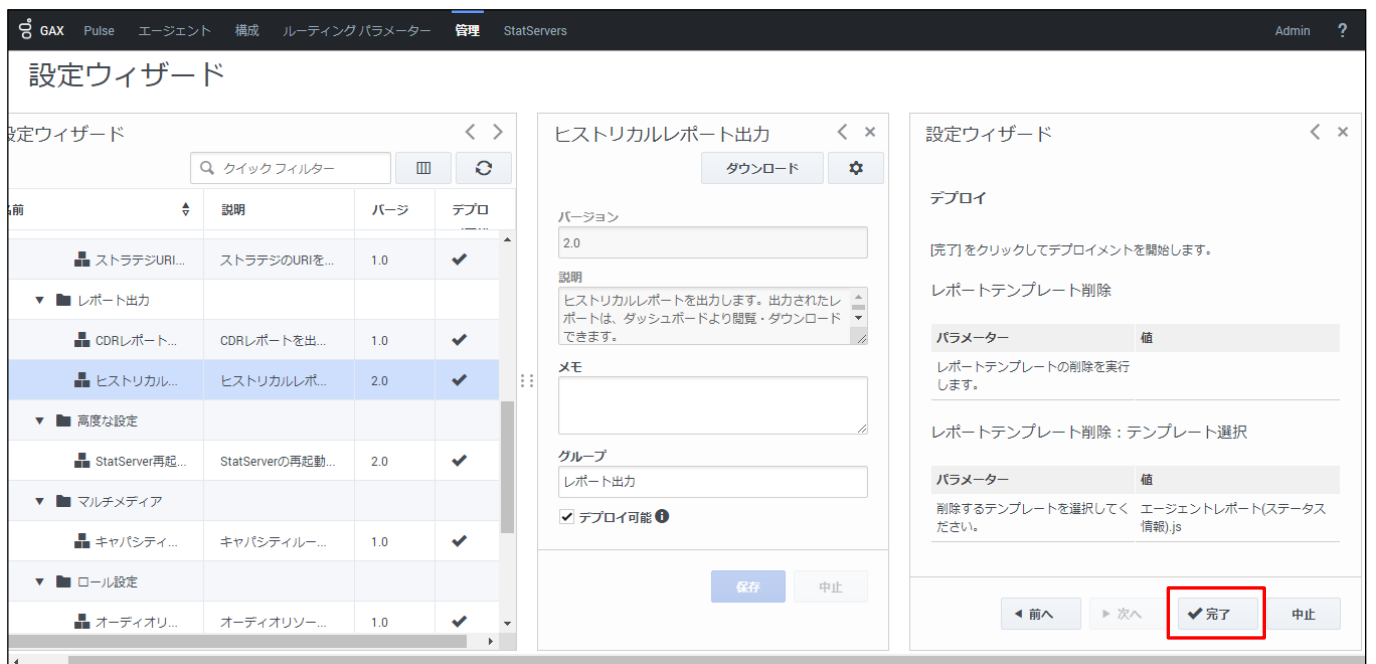 GAX Pulse エージェント 構成 ルーティング パラメーター 管理 StatServers Admin ?
設定ウィザード
設定ウィザード
クイック フィルター
名前 説明 バージ デプロ
ストラテジURI... ストラテジのURIを... 1.0
レポート出力
CDRレポート... CDRレポートを出... 1.0
ヒストリカル... ヒストリカルレポ... 2.0
高度な設定
StatServer再起... StatServerの再起動... 2.0
マルチメディア
キャパシティ... キャパシティルー... 1.0
ロール設定
オーディオリ... オーディオリソー... 1.0
ヒストリカルレポート出力
ダウンロード
バージョン
2.0
説明
ヒストリカルレポートを出力します。出力されたレ
ポートは、ダッシュボードより閲覧・ダウンロード
できます。
メモ
グループ
レポート出力
デプロイ可能
保存 中止
設定ウィザード
デプロイ
[完了] をクリックしてデプロイメントを開始します。
レポートテンプレート削除
パラメーター 値
レポートテンプレートの削除を実行
します。
レポートテンプレート削除：テンプレート選択
パラメーター 値
削除するテンプレートを選択してく エージェントレポート(ステータス
ださい。 情報).js
前へ 次へ 完了 中止